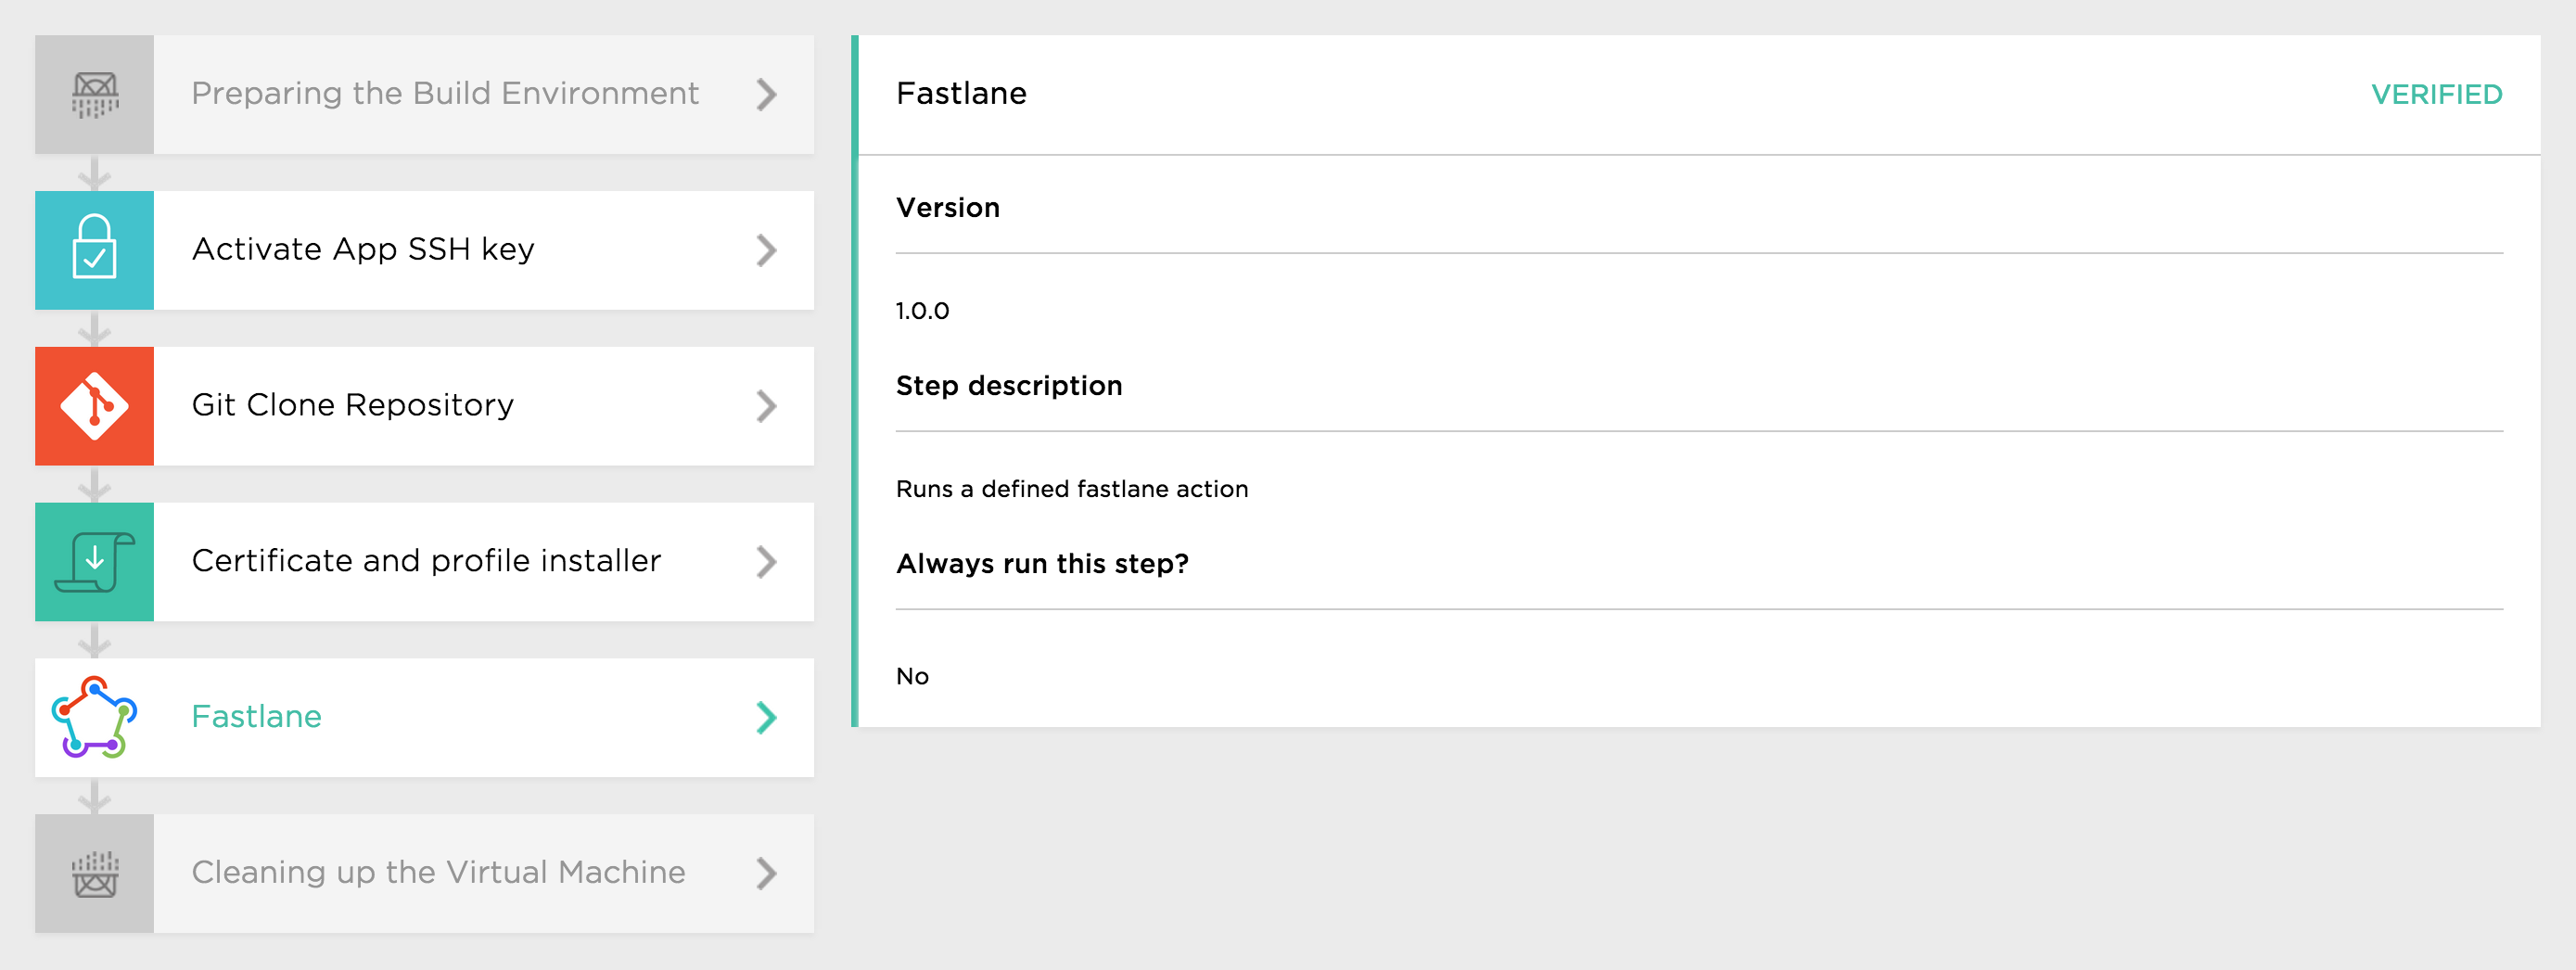 Preparing the Build Environment
Activate App SSH key
Git Clone Repository
Certificate and profile installer
Fastlane
Cleaning up the Virtual Machine
Fastlane
VERIFIED
Version
1.0.0
Step description
Runs a defined fastlane action
Always run this step?
No